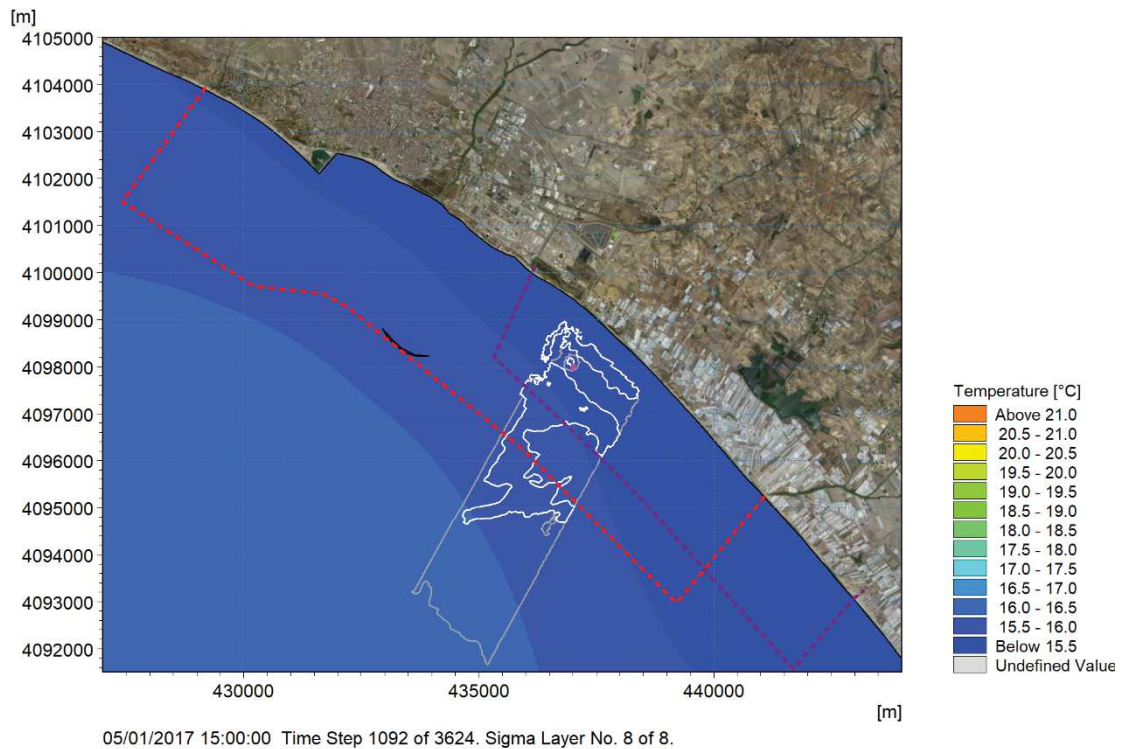 [m]
4105000
4104000
4103000
4102000
4101000
4100000
4099000
4098000
4097000
4096000
4095000
4094000
4093000
4092000
430000
435000
440000
[m]
Temperature [°C]
Above 21.0
20.5 - 21.0
20.0 - 20.5
19.5 - 20.0
19.0 - 19.5
18.5 - 19.0
18.0 - 18.5
17.5 - 18.0
17.0 - 17.5
16.5 - 17.0
16.0 - 16.5
15.5 - 16.0
Below 15.5
Undefined Value
05/01/2017 15:00:00 Time Step 1092 of 3624. Sigma Layer No. 8 of 8.